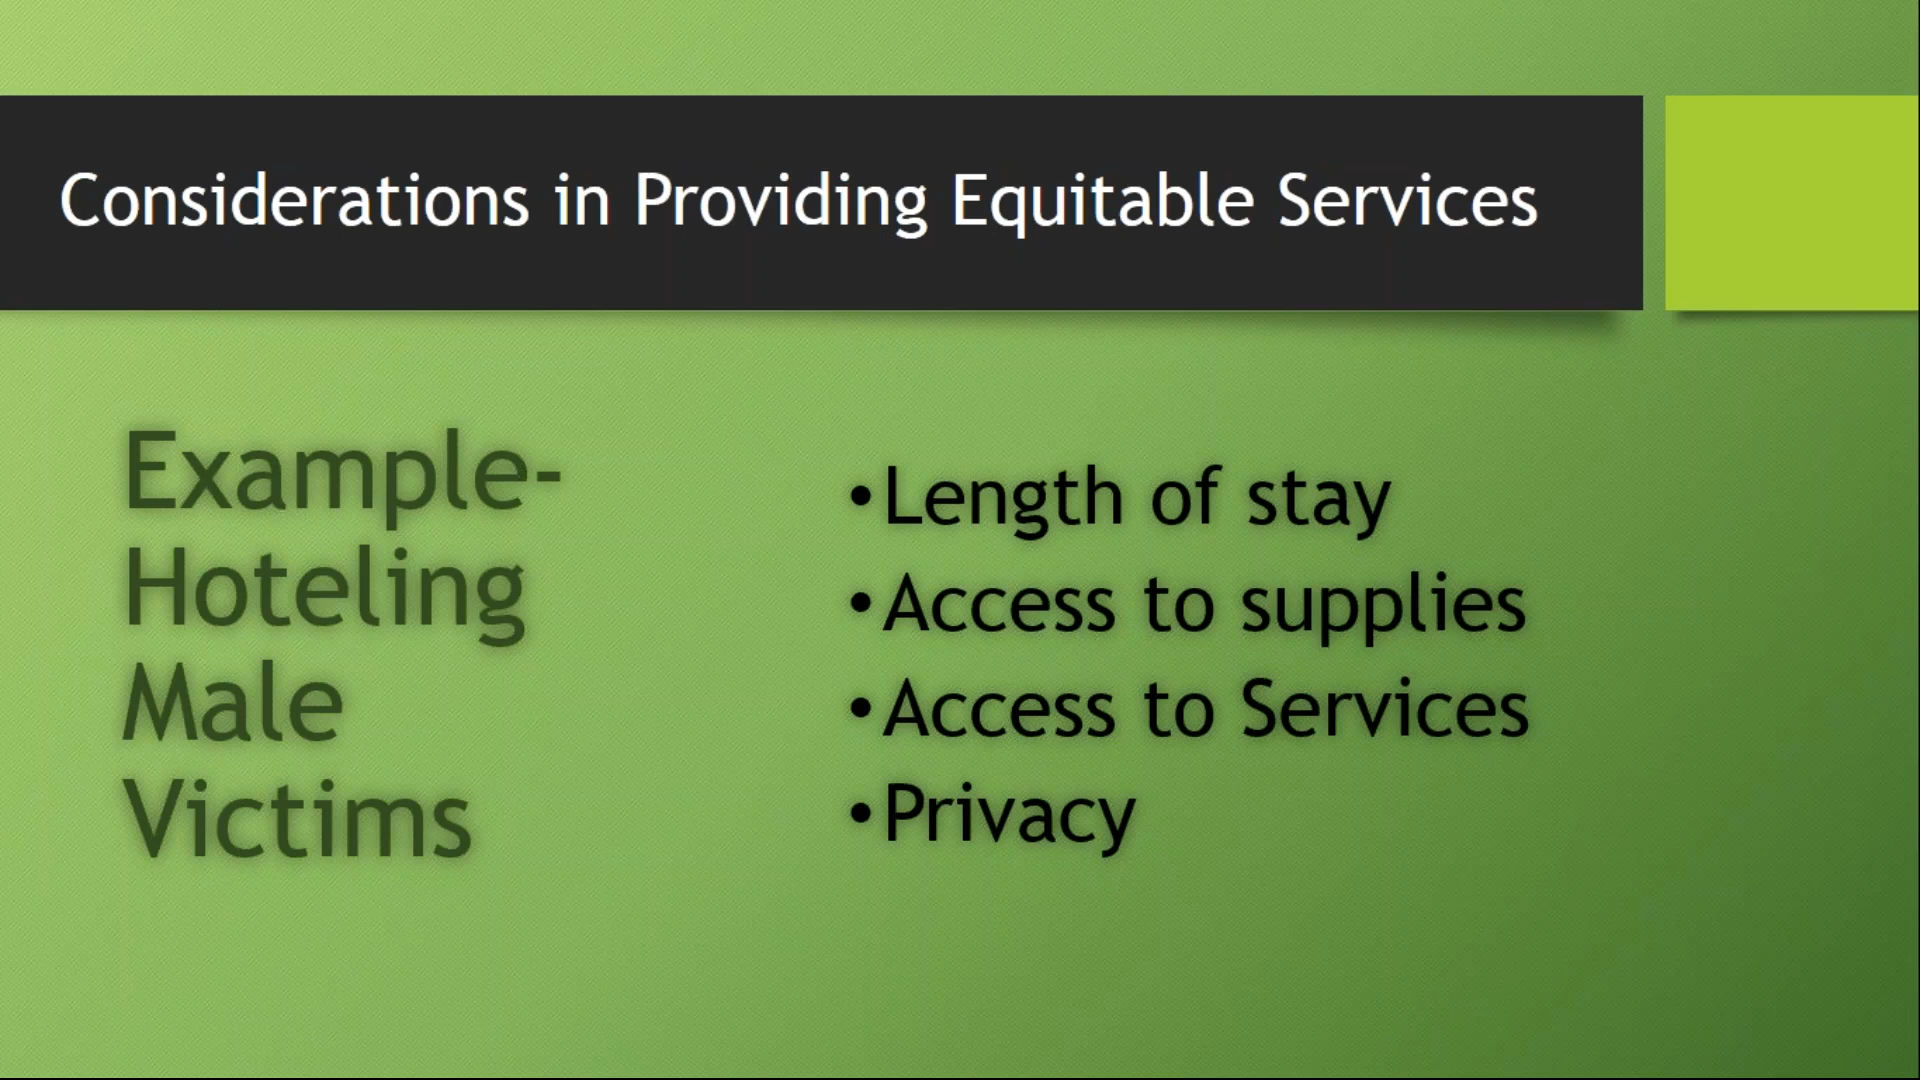 Considerations in Providing Equitable Services
Example-
Hoteling
Male
Victims
•Length of stay
•Access to supplies
•Access to Services
•Privacy